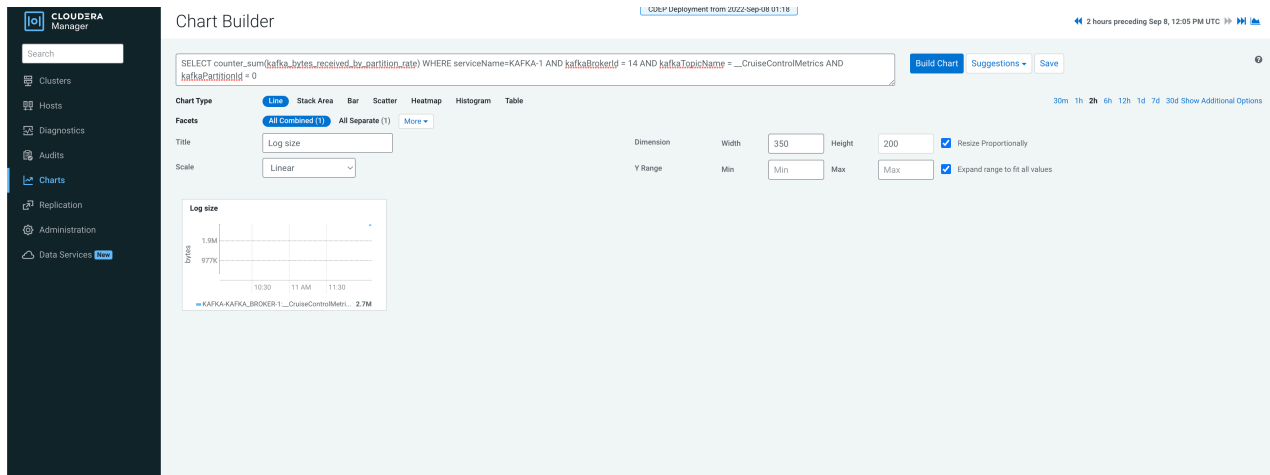 CLOUDERA
Manager
Search
Clusters
Hosts
Diagnostics
Audits
Charts
Replication
Administration
Data Services New
CDEP Deployment from 2022-Sep-08 01:18
Chart Builder
2 hours preceding Sep 8, 12:05 PM UTC
SELECT counter_sum(kafka_bytes_received_by_partition_rate) WHERE serviceName=KAFKA-1 AND kafkaBrokerId = 14 AND kafkaTopicName = __CruiseControlMetrics AND
kafkaPartitionId = 0
Build Chart Suggestions Save
Chart Type Line Stack Area Bar Scatter Heatmap Histogram Table
30m 1h 2h 6h 12h 1d 7d 30d Show Additional Options
Facets All Combined (1) All Separate (1) More
Title Log size Dimension Width 350 Height 200 Resize Proportionally
Scale Linear Y Range Min Min Max Max Expand range to fit all values
Log size
bytes
1.9M
977K
10:30 11 AM 11:30
KAFKA-KAFKA_BROKER-1:__CruiseControlMetri... 2.7M